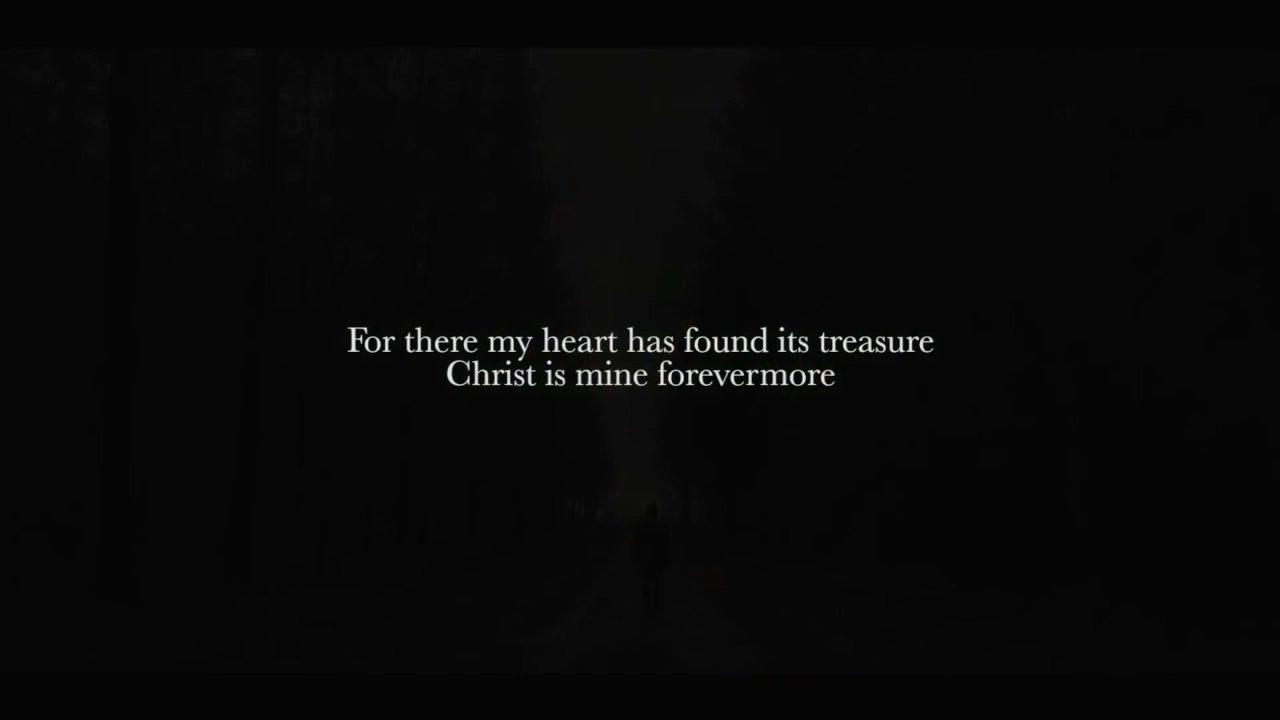 For there my heart has found its treasure
Christ is mine forevermore